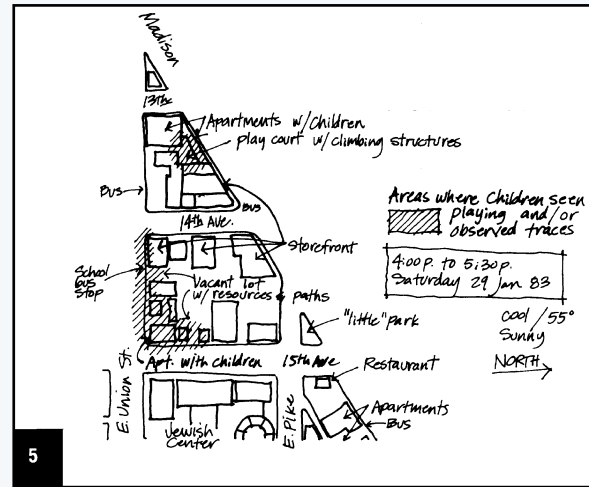 Madison
13th
Apartments w/Children
play court w/climbing structures
Bus
Bus
14th Ave.
Areas where Children seen
playing and/or
observed traces
Storefront
4:00 p. to 5:30 p.
Saturday 29 Jan 83
School
bus
stop
Vacant lot
w/ resources
paths
"little" park
cool / 55°
Sunny
NORTH
Apt. with children
15th Ave
Restaurant
E. Union St.
E. Pike
Apartments
Bus
Jewish
Center
5